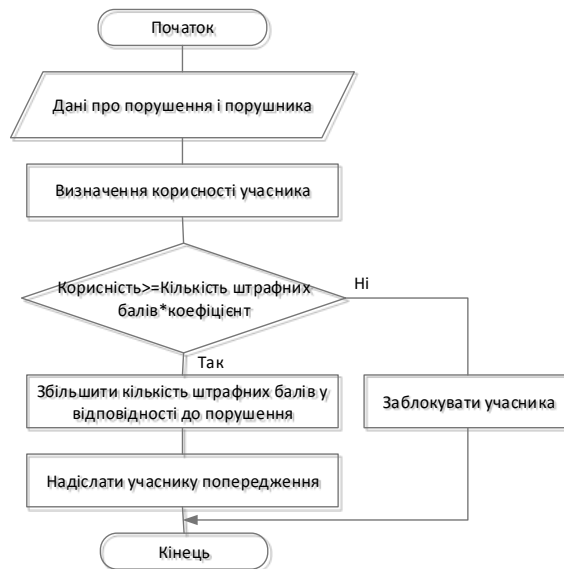 Початок
Дані про порушення і порушника
Визначення корисності учасника
Корисність>=Кількість штрафних
балів*коефіцієнт
Ні
Так
Збільшити кількість штрафних балів у
відповідності до порушення
Заблокувати учасника
Надіслати учаснику попередження
Кінець